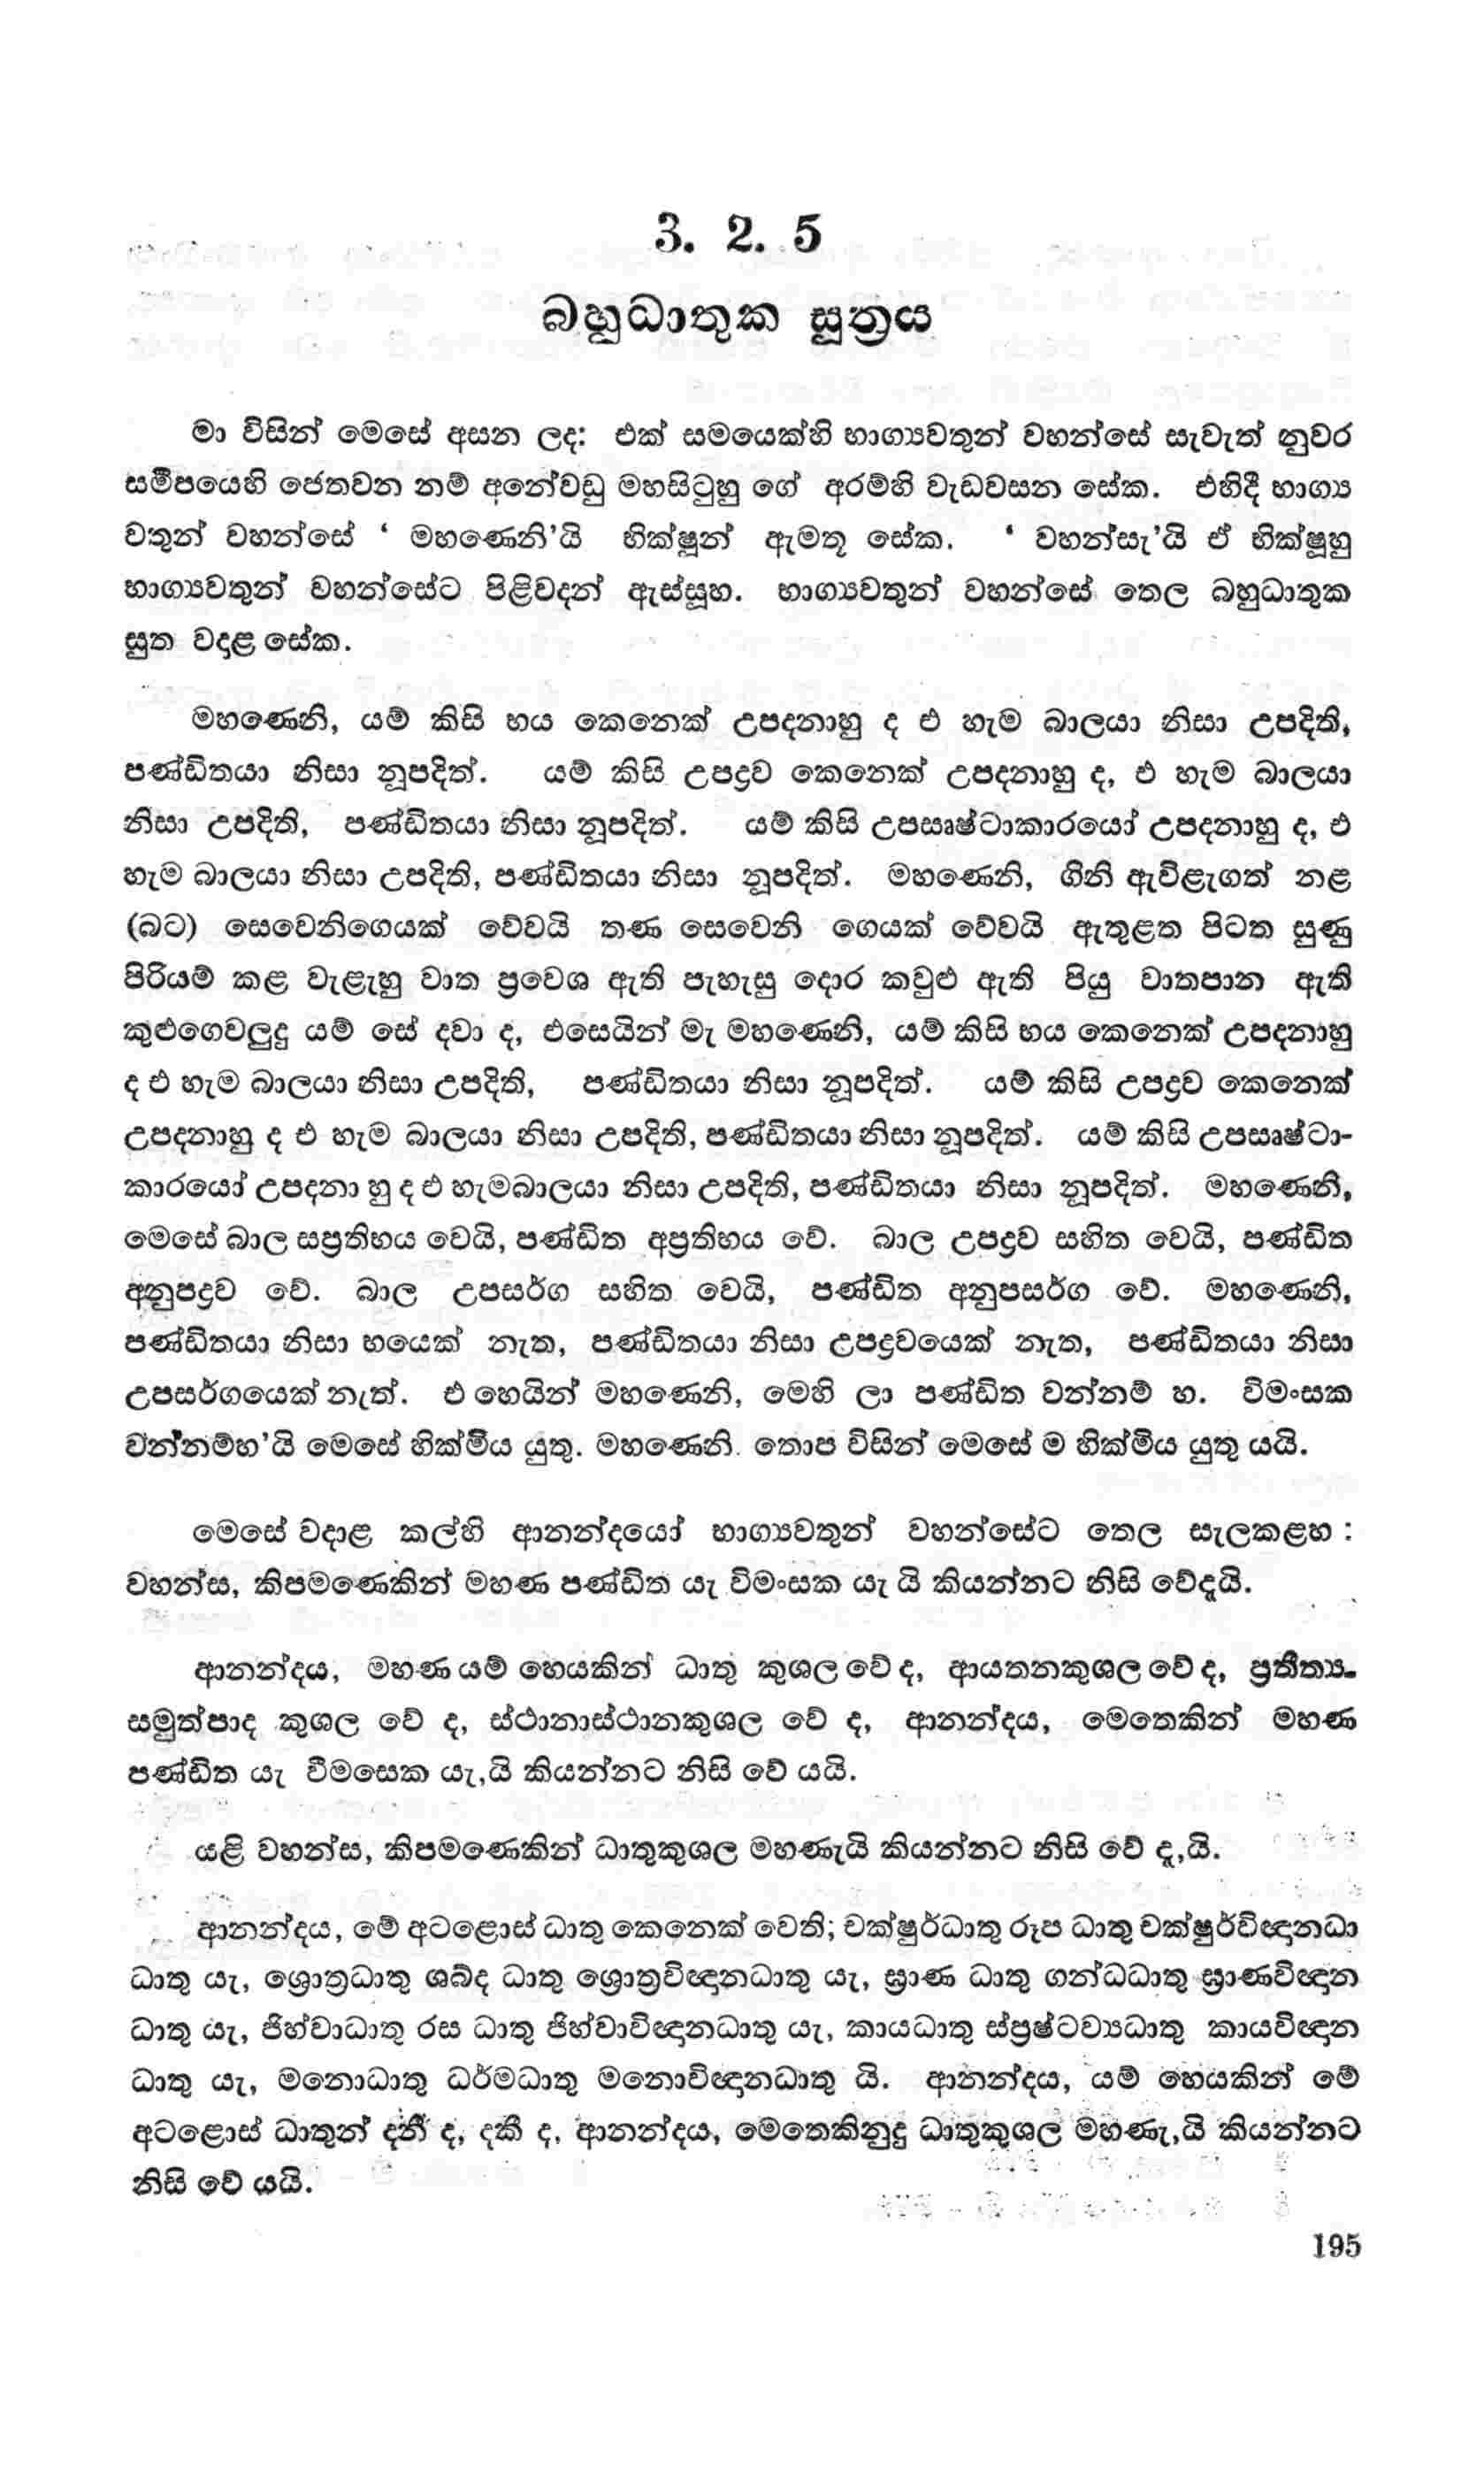 3. 2. 5
බහුධාතුක සූත්‍රය
මා විසින් මෙසේ අසන ලද: එක් සමයෙක්හි භාග්‍යවතුන් වහන්සේ සැවැත් නුවර
සමීපයෙහි ජෙතවන නම් අනේවඩු මහසිටුහු ගේ අරම්හි වැඩවසන සේක. එහිදී භාග්‍ය
වතුන් වහන්සේ ‘ මහණෙනි’යි භික්ෂූන් ඇමතූ සේක. ‘ වහන්සැ’යි ඒ භික්ෂූහු
භාග්‍යවතුන් වහන්සේට පිළිවදන් ඇස්සූහ. භාග්‍යවතුන් වහන්සේ තෙල බහුධාතුක
සුත වදාළ සේක.
මහණෙනි, යම් කිසි භය කෙනෙක් උපදනාහු ද එ හැම බාලයා නිසා උපදිති,
පණ්ඩිතයා නිසා නූපදිත්. යම් කිසි උපද්‍රව කෙනෙක් උපදනාහු ද, එ හැම බාලයා
නිසා උපදිති, පණ්ඩිතයා නිසා නූපදිත්. යම් කිසි උපසෘෂ්ටාකාරයෝ උපදනාහු ද, එ
හැම බාලයා නිසා උපදිති, පණ්ඩිතයා නිසා නූපදිත්. මහණෙනි, ගිනි ඇවිළැගත් නළ
(බට) සෙවෙනිගෙයක් වේවයි තණ සෙවෙනි ගෙයක් වේවයි ඇතුළත පිටත සුණු
පිරියම් කළ වැළැහු වාත ප්‍රවෙශ ඇති පැහැසු දොර කවුළු ඇති පියු වාතපාන ඇති
කුළුගෙවලුදු යම් සේ දවා ද, එසෙයින් මැ මහණෙනි, යම් කිසි භය කෙනෙක් උපදනාහු
ද එ හැම බාලයා නිසා උපදිති, පණ්ඩිතයා නිසා නූපදිත්. යම් කිසි උපද්‍රව කෙනෙක්
උපදනාහු ද එ හැම බාලයා නිසා උපදිති, පණ්ඩිතයා නිසා නූපදිත්. යම් කිසි උපසෘෂ්ටා-
කාරයෝ උපදනා හු ද එ හැමබාලයා නිසා උපදිති, පණ්ඩිතයා නිසා නූපදිත්. මහණෙනි,
මෙසේ බාල සප්‍රතිභය වෙයි, පණ්ඩිත අප්‍රතිභය වේ. බාල උපද්‍රව සහිත වෙයි, පණ්ඩිත
අනුපද්‍රව වේ. බාල උපසර්ග සහිත වෙයි, පණ්ඩිත අනුපසර්ග වේ. මහණෙනි,
පණ්ඩිතයා නිසා භයෙක් නැත, පණ්ඩිතයා නිසා උපද්‍රවයෙක් නැත, පණ්ඩිතයා නිසා
උපසර්ගයෙක් නැත්. එ හෙයින් මහණෙනි, මෙහි ලා පණ්ඩිත වන්නම් හ. විමංසක
වන්නම්හ’යි මෙසේ හික්මිය යුතු. මහණෙනි. තොප විසින් මෙසේ ම හික්මිය යුතු යයි.
මෙසේ වදාළ කල්හි ආනන්දයෝ භාග්‍යවතුන් වහන්සේට තෙල සැලකළහ :
වහන්ස, කිපමණෙකින් මහණ පණ්ඩිත යැ විමංසක යැ යි කියන්නට නිසි වේදැයි.
ආනන්දය, මහණ යම් හෙයකින් ධාතු කුශල වේ ද, ආයතනකුශල වේ ද, ප්‍රතීත්‍ය-
සමුත්පාද කුශල වේ ද, ස්ථානාස්ථානකුශල වේ ද, ආනන්දය, මෙතෙකින් මහණ
පණ්ඩිත යැ වීමසෙක යැ,යි කියන්නට නිසි වේ යයි.
යළි වහන්ස, කිපමණෙකින් ධාතුකුශල මහණැයි කියන්නට නිසි වේ දැ,යි.
ආනන්දය, මේ අටළොස් ධාතු කෙනෙක් වෙති; චක්ෂුර්ධාතු රූප ධාතු චක්ෂුර්විඥානධා
ධාතු යැ, ශ්‍රොත්‍රධාතු ශබ්ද ධාතු ශ්‍රොත්‍රවිඥානධාතු යැ, ඝ්‍රාණ ධාතු ගන්ධධාතු ඝ්‍රාණවිඥාන
ධාතු යැ, ජිහ්වාධාතු රස ධාතු ජිහ්වාවිඥානධාතු යැ, කායධාතු ස්ප්‍රෂ්ටව්‍යධාතු කායවිඥාන
ධාතු යැ, මනොධාතු ධර්මධාතු මනොවිඥානධාතු යි. ආනන්දය, යම් හෙයකින් මේ
අටළොස් ධාතුන් දනී ද, දකී ද, ආනන්දය, මෙතෙකිනුදු ධාතුකුශල මහණැ,යි කියන්නට
නිසි වේ යයි.
195